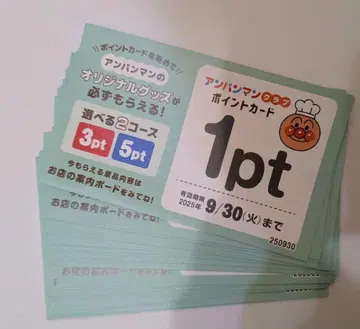 ポイントカードを集めて
アンパンマンの
オリジナルグッズが
必ずもらえる!
選べる2コース
3pt 5pt
今もらえる景品内容は
お店の案内ボードをみてね!
アンパンマンクラブ
ポイントカード
1pt
有効期限
2025年 9/30(火)まで
250930
お店の案内ボードをみてね!